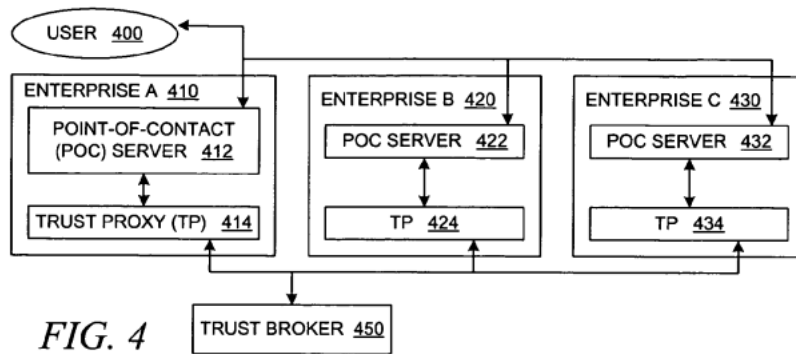 USER 400
ENTERPRISE A 410
POINT-OF-CONTACT
(POC) SERVER 412
TRUST PROXY (TP) 414
ENTERPRISE B 420
POC SERVER 422
TP 424
ENTERPRISE C 430
POC SERVER 432
TP 434
TRUST BROKER 450
FIG. 4